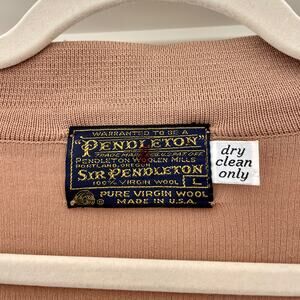 WARRANTED TO BE A
"PENDLETON"
TRADE MARK REG. U.S. PAT. OFF.
PENDLETON WOOLEN MILLS
PORTLAND, OREGON
SIR PENDLETON
100% VIRGIN WOOL L
PURE VIRGIN WOOL
MADE IN U.S.A.
dry
clean
only